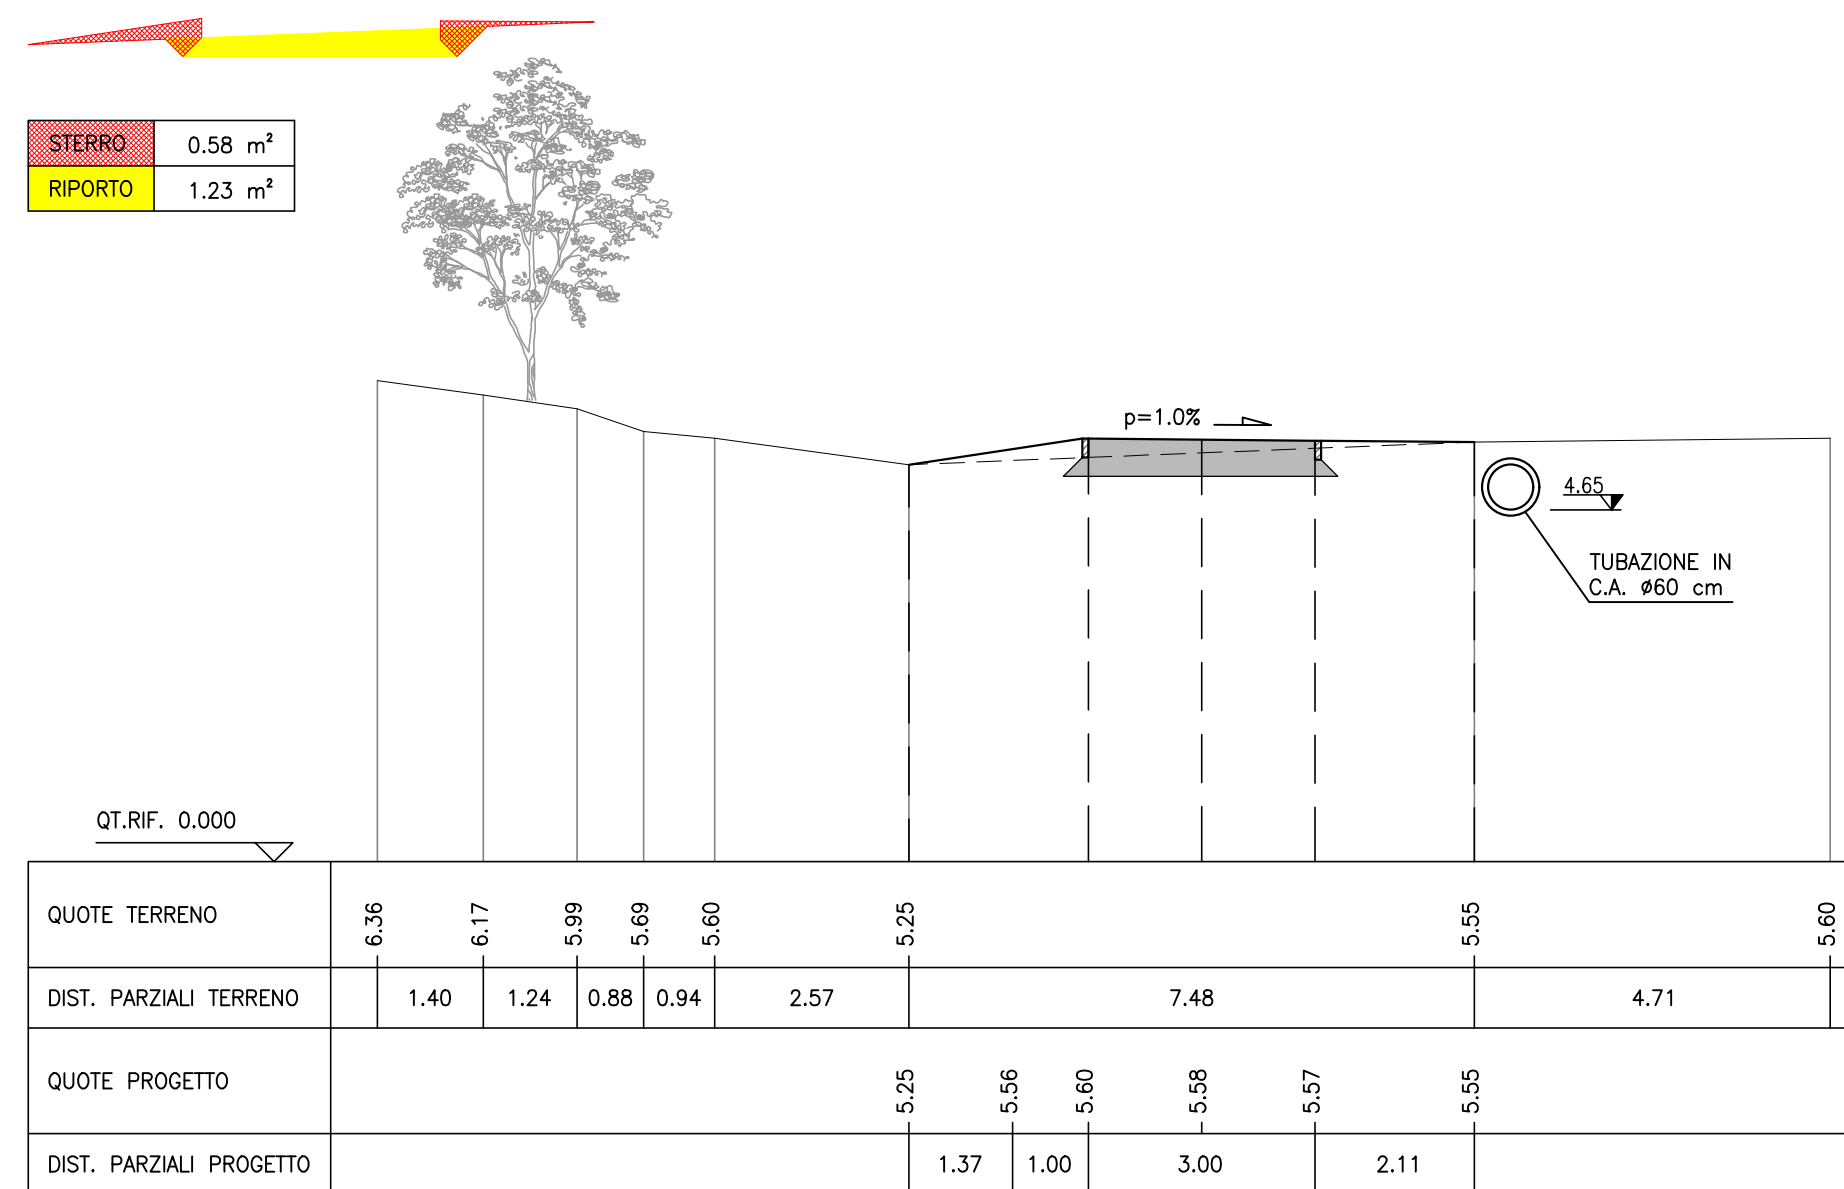 STERRO 0.58 m²
RIPORTO 1.23 m²
p=1.0%
4.65
TUBAZIONE IN
C.A. ø60 cm
QT.RIF. 0.000
QUOTE TERRENO 6.36 6.17 5.99 5.69 5.60 5.25 5.55 5.60
DIST. PARZIALI TERRENO 1.40 1.24 0.88 0.94 2.57 7.48 4.71
QUOTE PROGETTO 5.25 5.56 5.60 5.58 5.57 5.55
DIST. PARZIALI PROGETTO 1.37 1.00 3.00 2.11